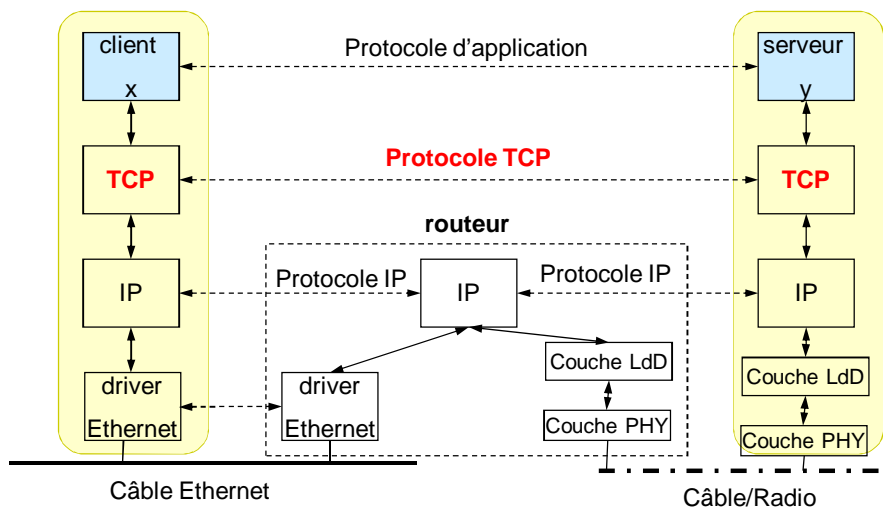 client
x
Protocole d'application
serveur
y
TCP
Protocole TCP
TCP
routeur
IP
Protocole IP
IP
Protocole IP
IP
driver
Ethernet
driver
Ethernet
Couche LdD
Couche PHY
Couche LdD
Couche PHY
Câble Ethernet
Câble/Radio